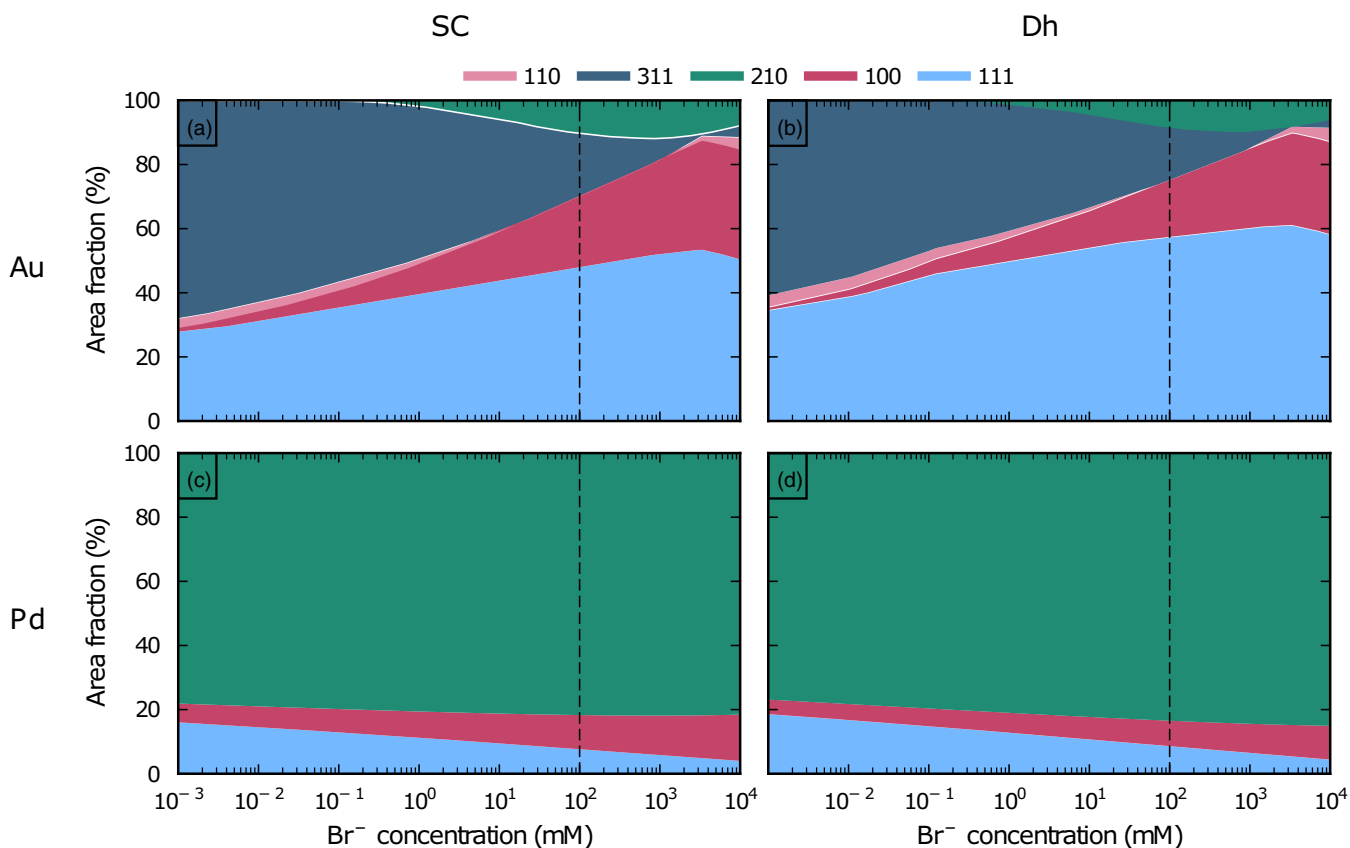 SC Dh
110 311 210 100 111
Au
Area fraction (%)
100
80
60
40
20
0
(a)
(b)
Pd
Area fraction (%)
100
80
60
40
20
0
(c)
(d)
10⁻³ 10⁻² 10⁻¹ 10⁰ 10¹ 10² 10³ 10⁴
10⁻² 10⁻¹ 10⁰ 10¹ 10² 10³ 10⁴
Br⁻ concentration (mM)
Br⁻ concentration (mM)